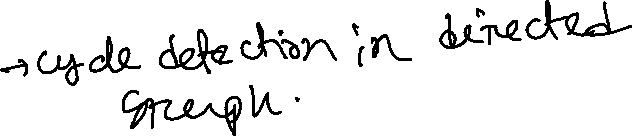 → cycle detection in directed
Graph.